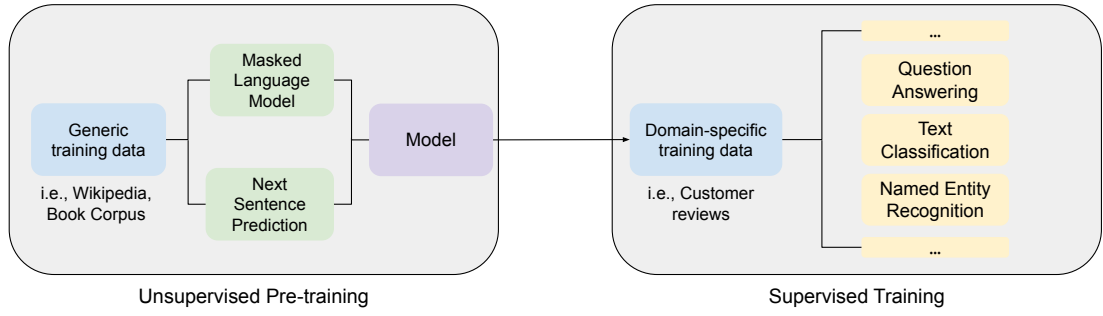 Generic
training data
i.e., Wikipedia,
Book Corpus
Masked
Language
Model
Next
Sentence
Prediction
Model
Unsupervised Pre-training
Domain-specific
training data
i.e., Customer
reviews
...
Question
Answering
Text
Classification
Named Entity
Recognition
...
Supervised Training